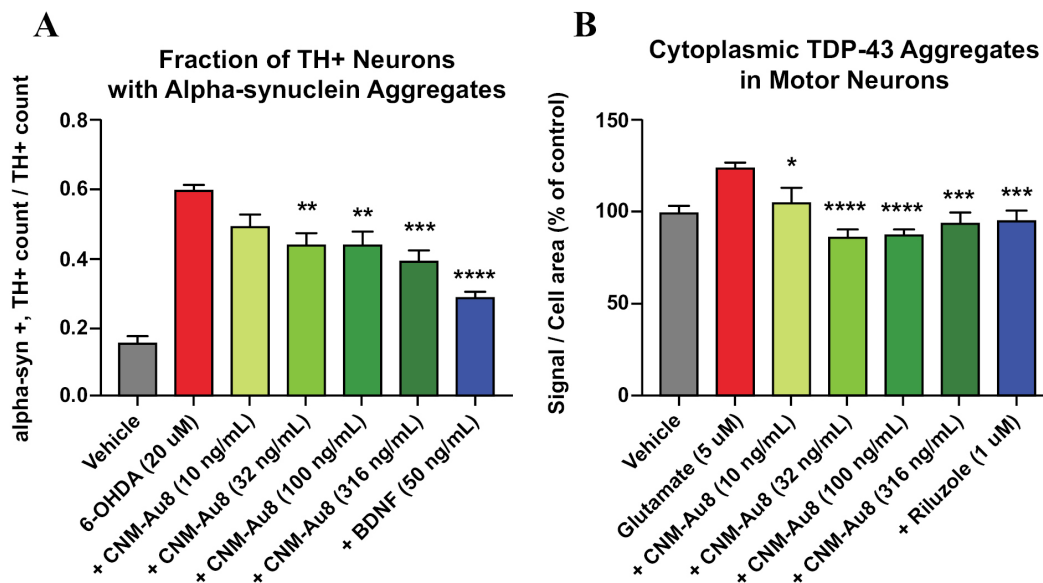 A
Fraction of TH+ Neurons
with Alpha-synuclein Aggregates
alpha-syn +, TH+ count / TH+ count
0.8
0.6
0.4
0.2
0.0
**
**
***
****
Vehicle
6-OHDA (20 uM)
+ CNM-Au8 (10 ng/mL)
+ CNM-Au8 (32 ng/mL)
+ CNM-Au8 (100 ng/mL)
+ CNM-Au8 (316 ng/mL)
+ BDNF (50 ng/mL)
B
Cytoplasmic TDP-43 Aggregates
in Motor Neurons
Signal / Cell area (% of control)
150
100
50
0
*
****
****
***
***
Vehicle
Glutamate (5 uM)
+ CNM-Au8 (10 ng/mL)
+ CNM-Au8 (32 ng/mL)
+ CNM-Au8 (100 ng/mL)
+ CNM-Au8 (316 ng/mL)
+ Riluzole (1 uM)